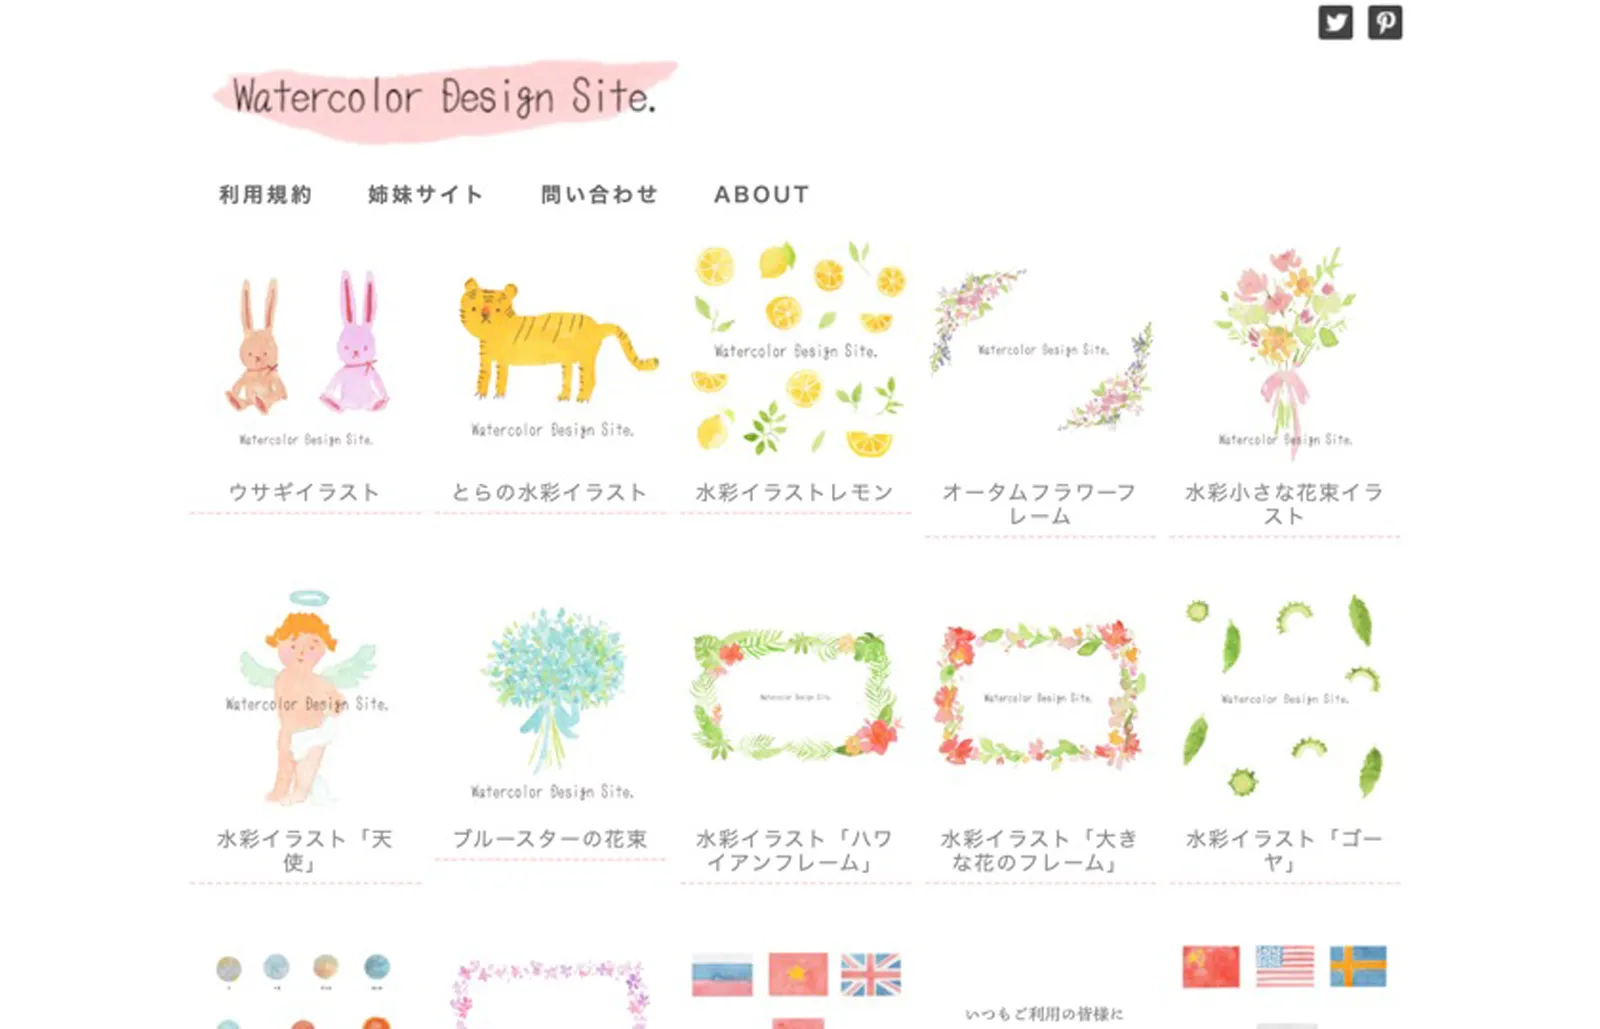 Watercolor Design Site.
利用規約 姉妹サイト 問い合わせ ABOUT
Watercolor Design Site.
Watercolor Design Site.
Watercolor Design Site.
Watercolor Design Site.
Watercolor Design Site.
ウサギイラスト
とらの水彩イラスト
水彩イラストレモン
オータムフラワーフ
レーム
水彩小さな花束イラ
スト
Watercolor Design Site.
Watercolor Design Site.
Watercolor Design Site.
Watercolor Design Site.
Watercolor Design Site.
水彩イラスト「天
使」
ブルースターの花束
水彩イラスト「ハワ
イアンフレーム」
水彩イラスト「大き
な花のフレーム」
水彩イラスト「ゴー
ヤ」
いつもご利用の皆様に